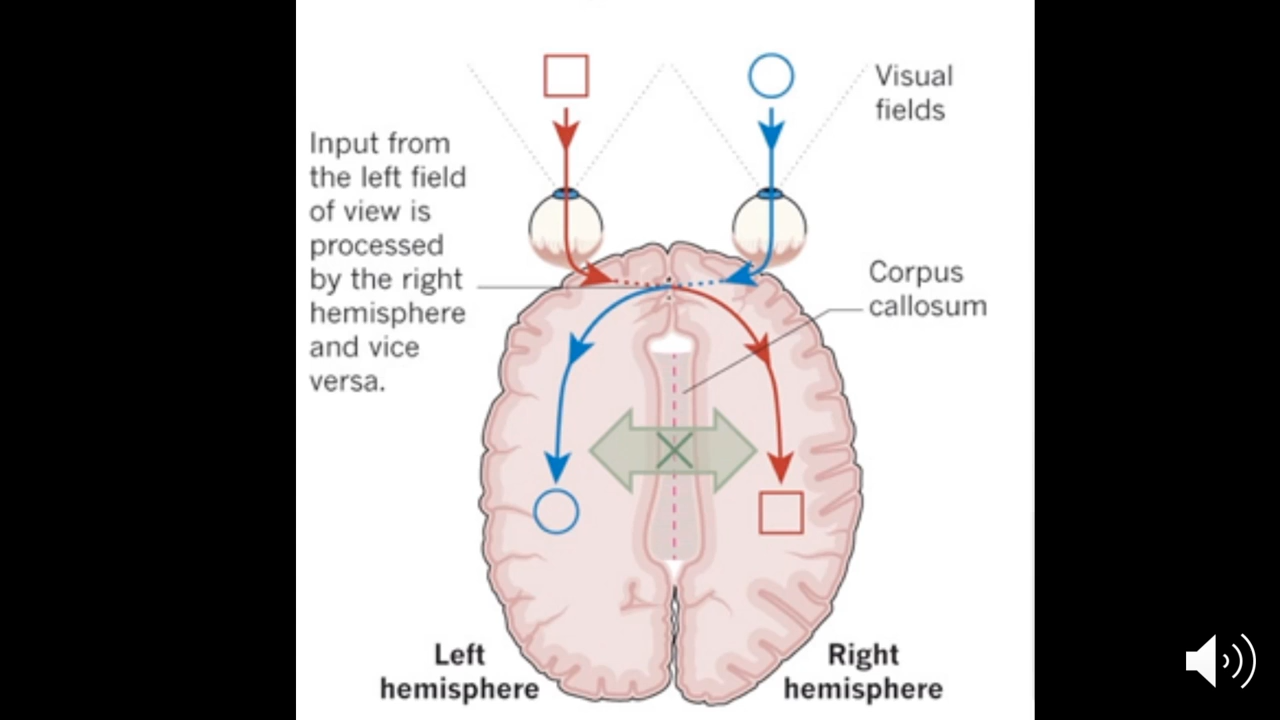 Visual
fields
Input from
the left field
of view is
processed
by the right
hemisphere
and vice
versa.
Corpus
callosum
Left
hemisphere
Right
hemisphere